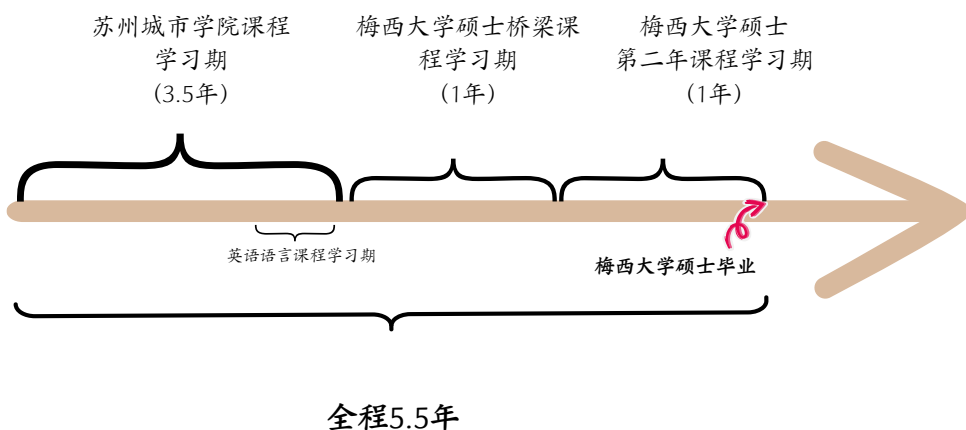 苏州城市学院课程
学习期
(3.5年)
梅西大学硕士桥梁课
程学习期
(1年)
梅西大学硕士
第二年课程学习期
(1年)
英语语言课程学习期
梅西大学硕士毕业
全程5.5年